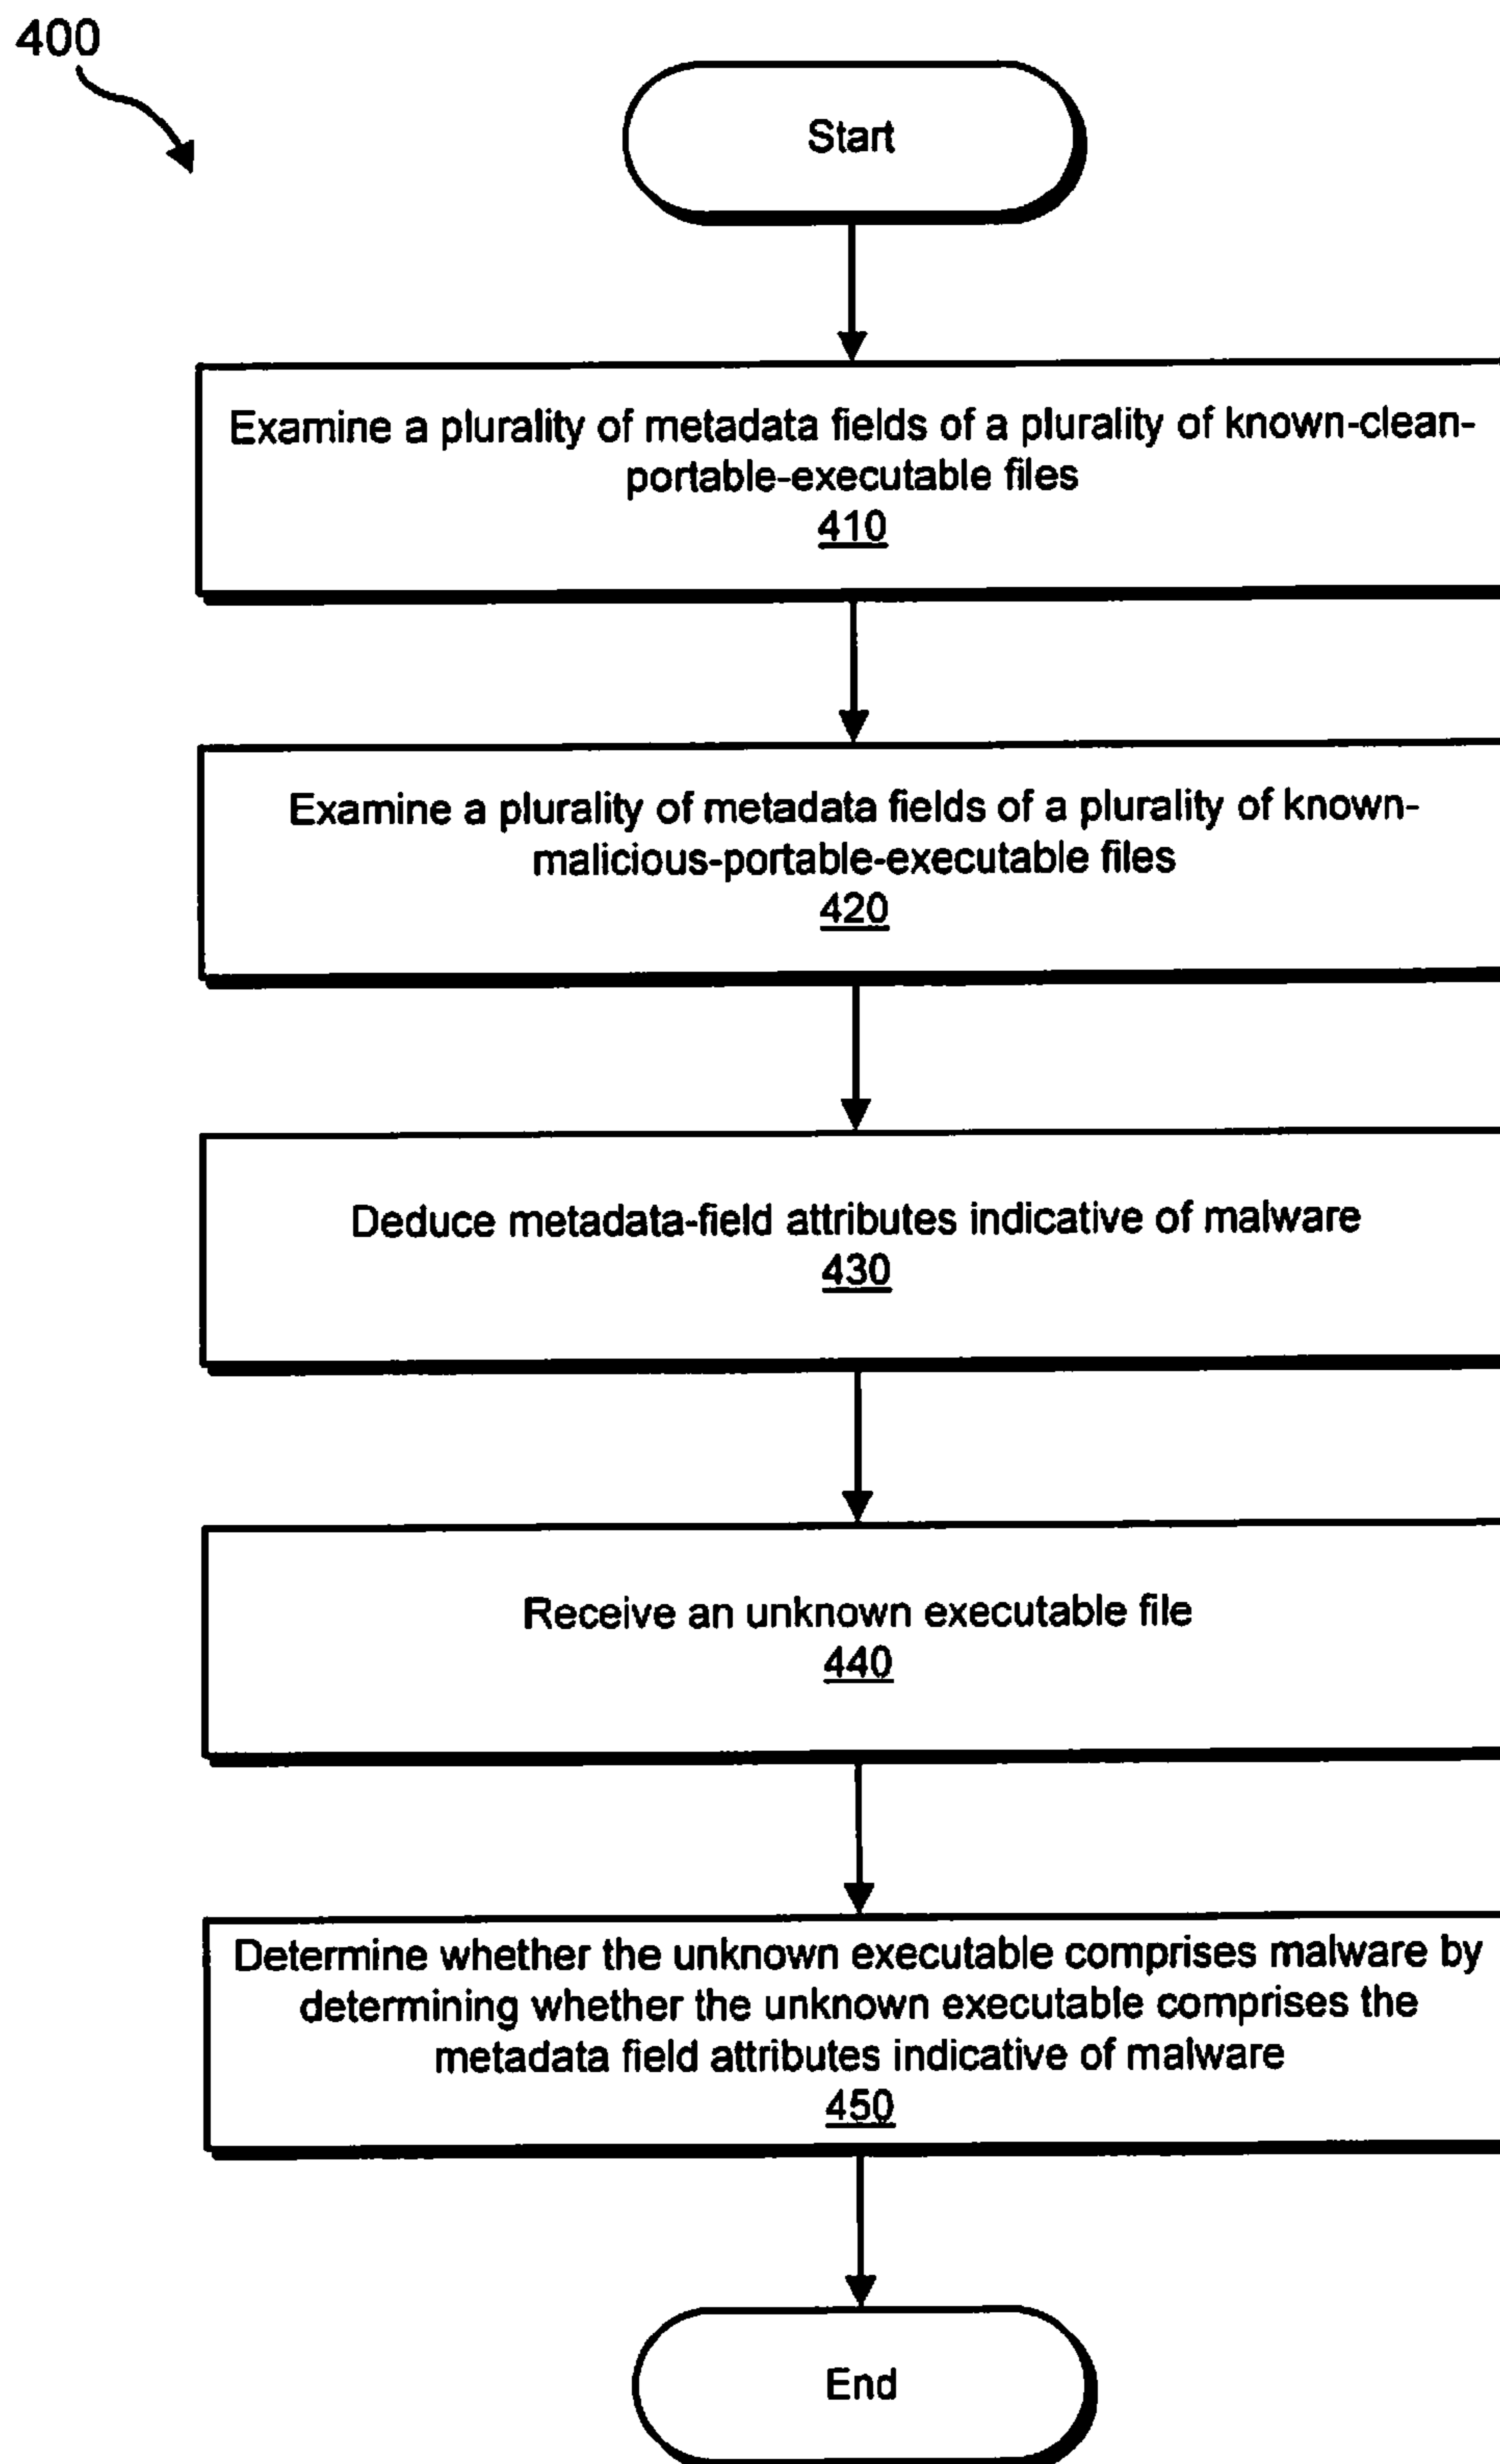 400
Start
Examine a plurality of metadata fields of a plurality of known-clean-
portable-executable files
410
Examine a plurality of metadata fields of a plurality of known-
malicious-portable-executable files
420
Deduce metadata-field attributes indicative of malware
430
Receive an unknown executable file
440
Determine whether the unknown executable comprises malware by
determining whether the unknown executable comprises the
metadata field attributes indicative of malware
450
End